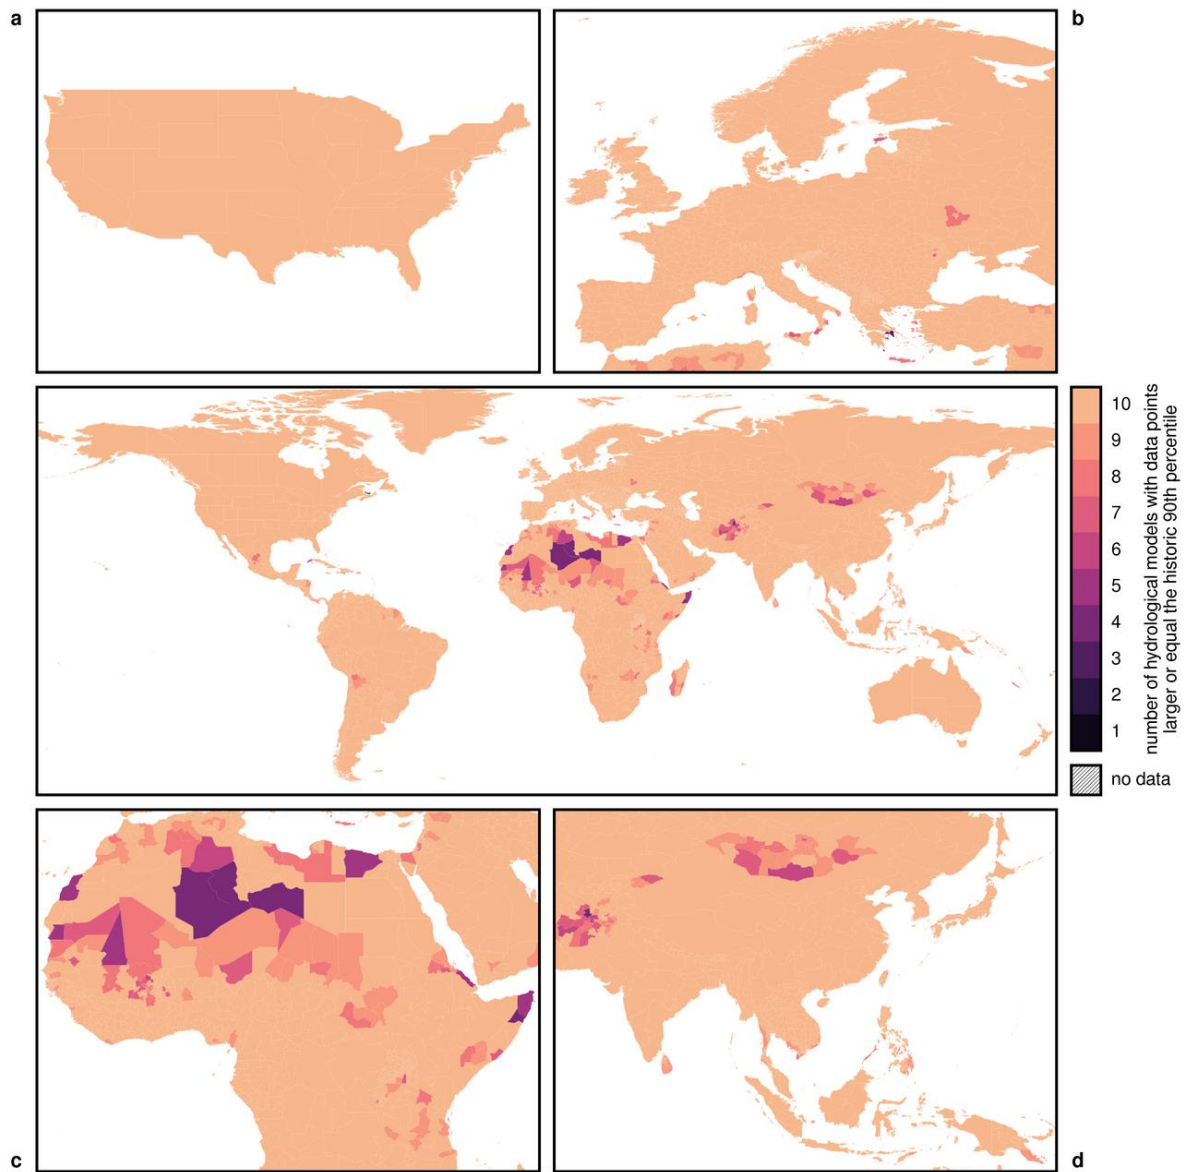 a
b
10
9
8
7
6
5
4
3
2
1
number of hydrological models with data points
larger or equal the historic 90th percentile
no data
c
d